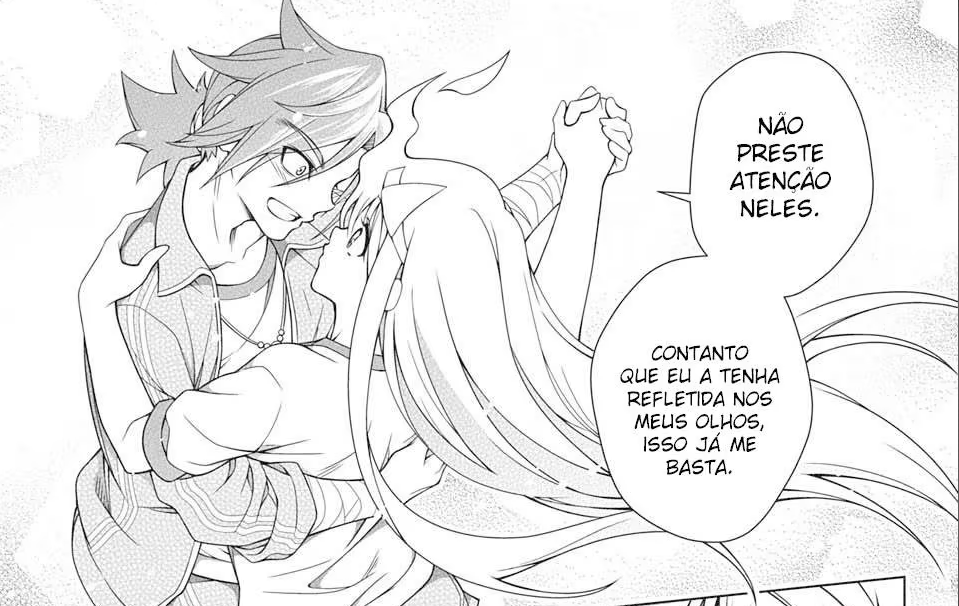 NÃO
PRESTE
ATENÇÃO
NELES.
CONTANTO
QUE EU A TENHA
REFLETIDA NOS
MEUS OLHOS,
ISSO JÁ ME
BASTA.